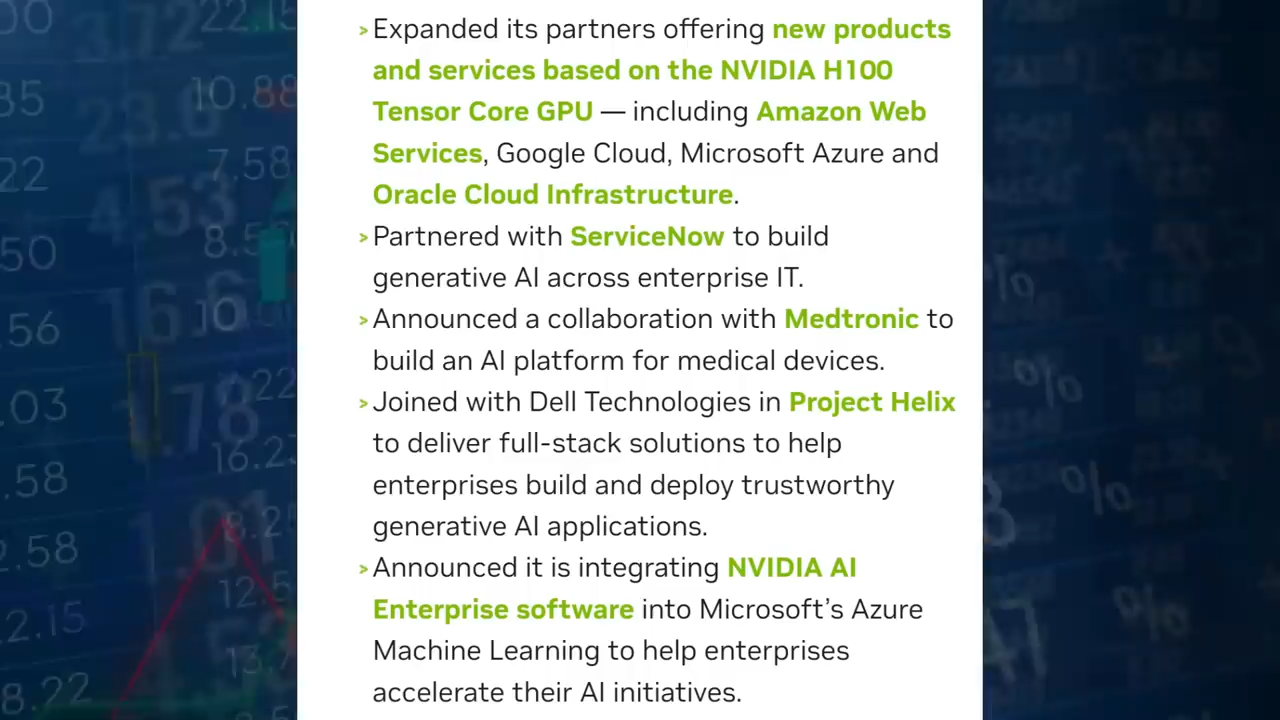 > Expanded its partners offering new products
and services based on the NVIDIA H100
Tensor Core GPU — including Amazon Web
Services, Google Cloud, Microsoft Azure and
Oracle Cloud Infrastructure.
> Partnered with ServiceNow to build
generative AI across enterprise IT.
> Announced a collaboration with Medtronic to
build an AI platform for medical devices.
> Joined with Dell Technologies in Project Helix
to deliver full-stack solutions to help
enterprises build and deploy trustworthy
generative AI applications.
> Announced it is integrating NVIDIA AI
Enterprise software into Microsoft’s Azure
Machine Learning to help enterprises
accelerate their AI initiatives.